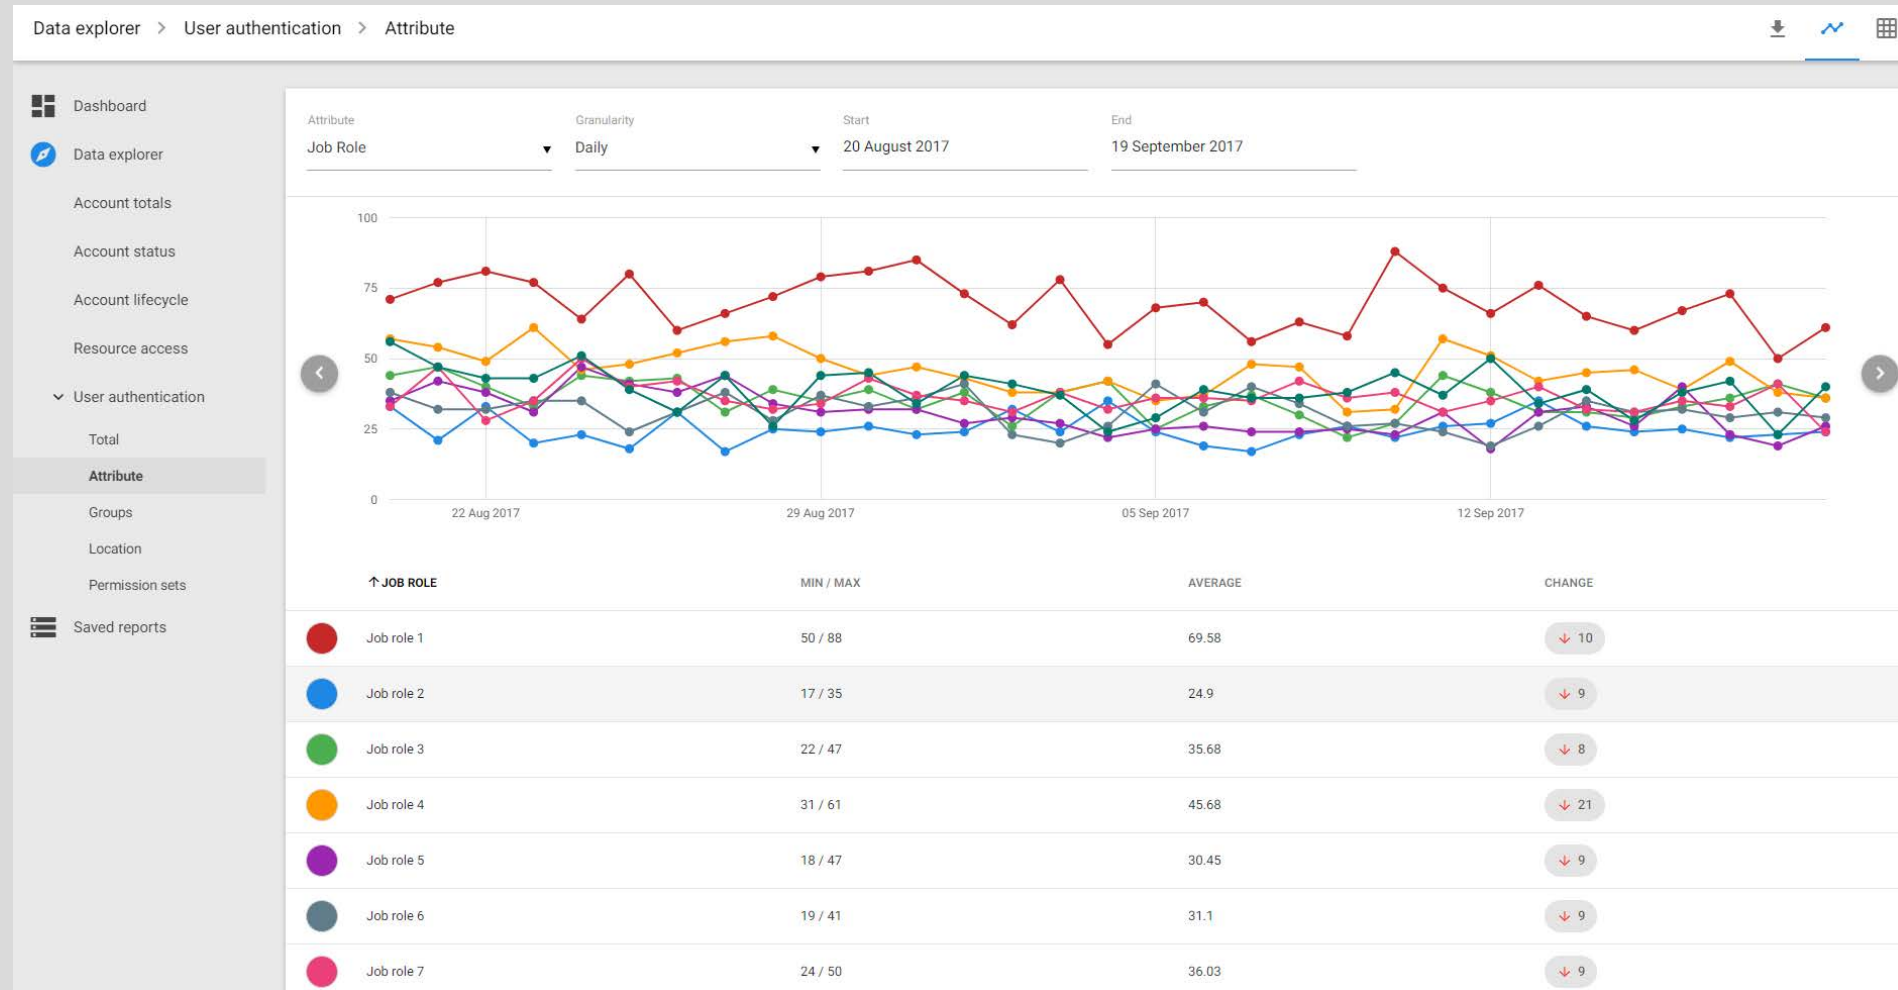 Data explorer > User authentication > Attribute
Dashboard
Data explorer
Account totals
Account status
Account lifecycle
Resource access
User authentication
Total
Attribute
Groups
Location
Permission sets
Saved reports
Attribute Granularity Start End
Job Role Daily 20 August 2017 19 September 2017
100
75
50
25
0
22 Aug 2017 29 Aug 2017 05 Sep 2017 12 Sep 2017
JOB ROLE MIN / MAX AVERAGE CHANGE
Job role 1 50 / 88 69.58 10
Job role 2 17 / 35 24.9 9
Job role 3 22 / 47 35.68 8
Job role 4 31 / 61 45.68 21
Job role 5 18 / 47 30.45 9
Job role 6 19 / 41 31.1 9
Job role 7 24 / 50 36.03 9